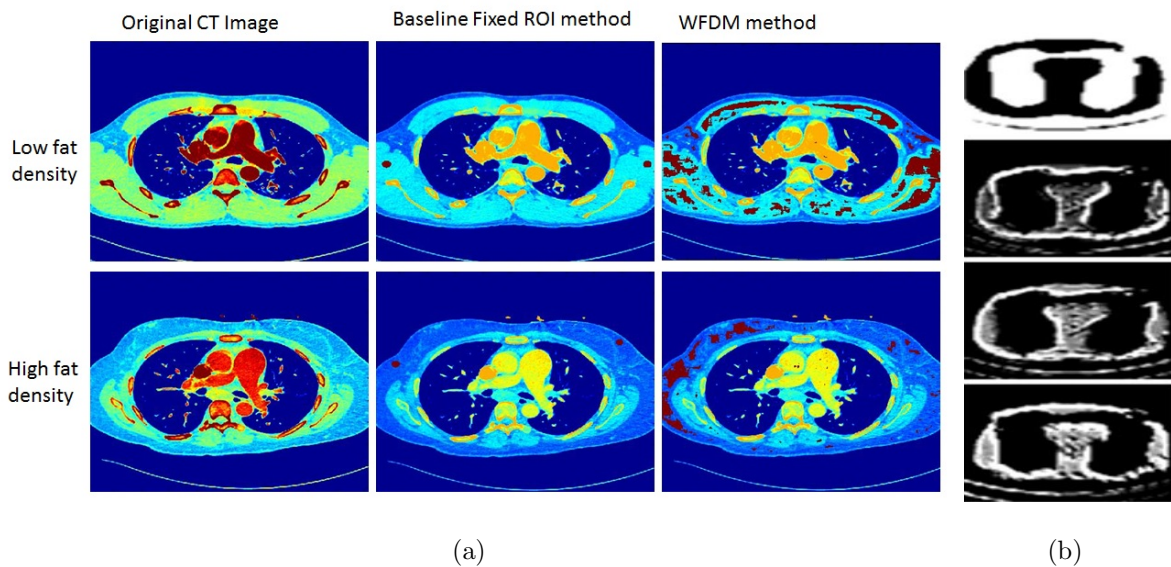 Original CT Image
Baseline Fixed ROI method
WFDM method
Low fat
density
High fat
density
(a)
(b)